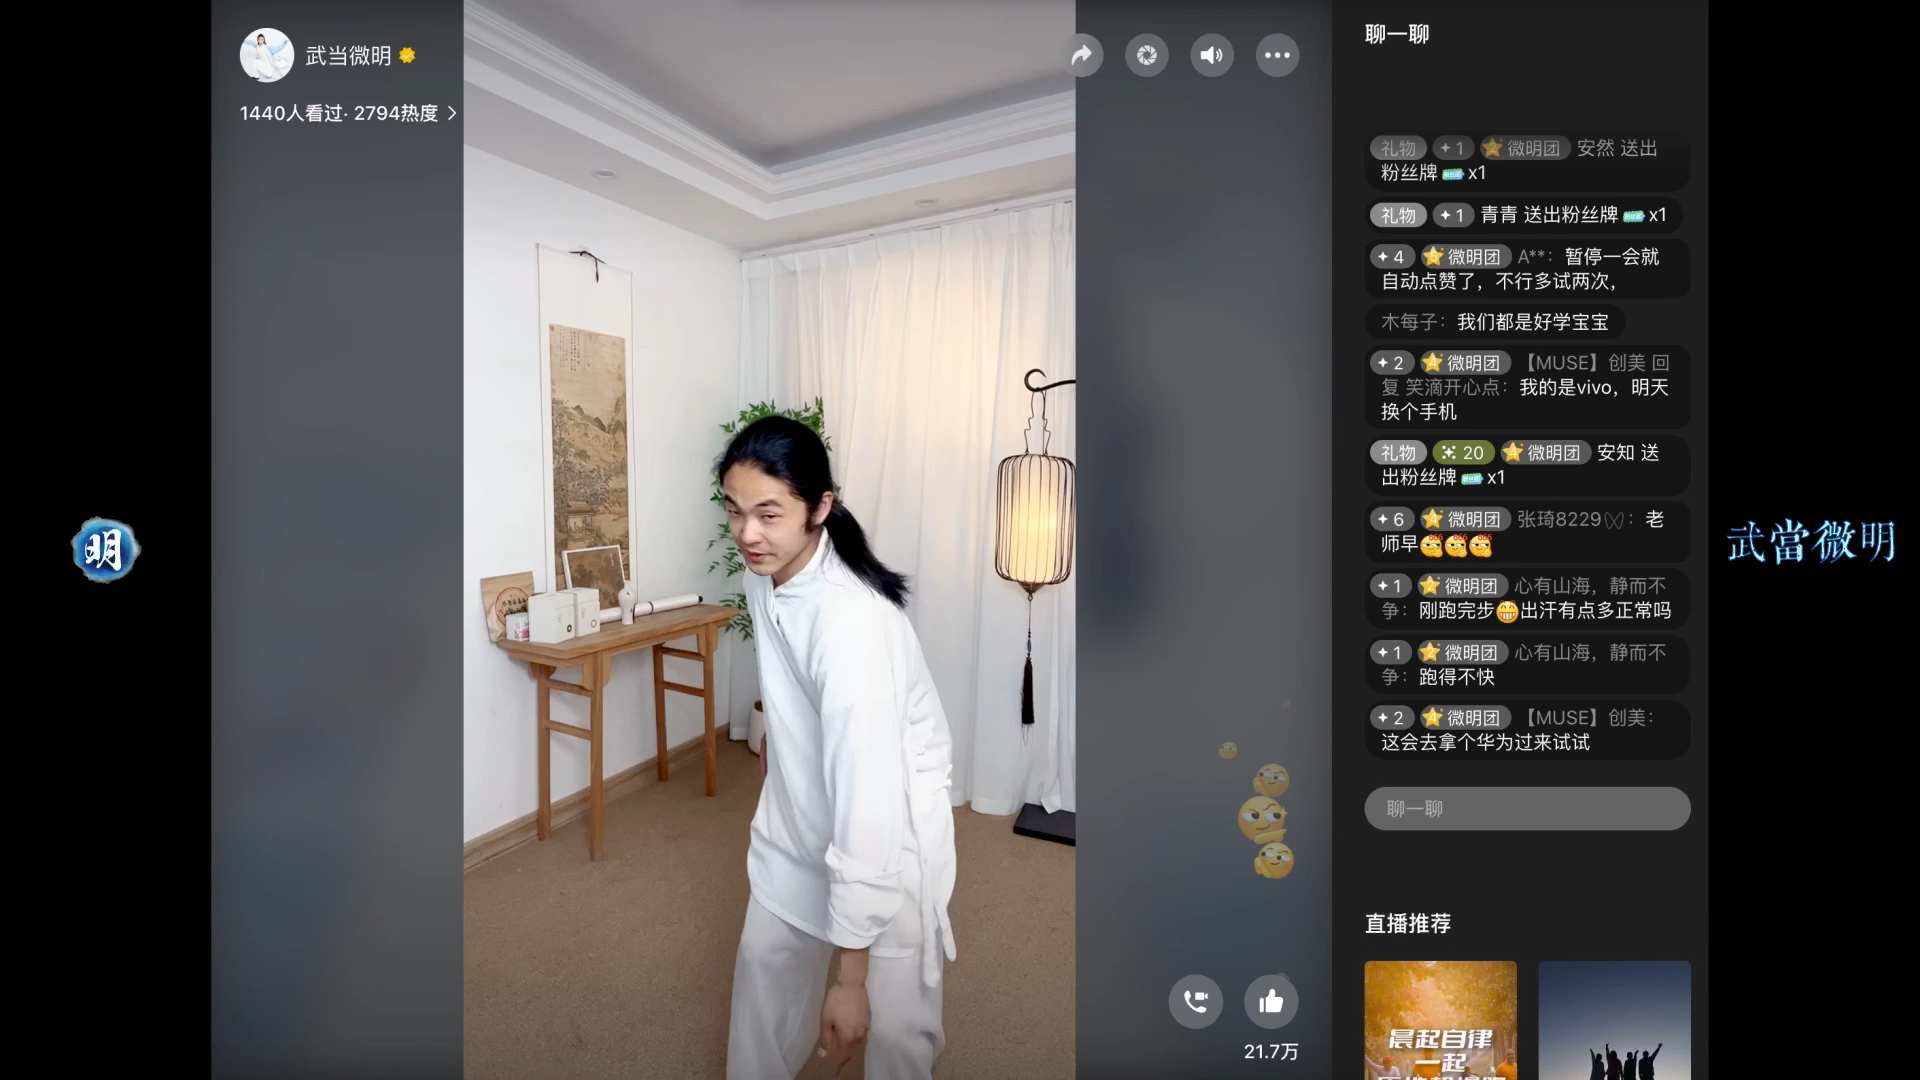 武当微明
1440人看过· 2794热度 >
聊一聊
礼物 1 微明团 安然 送出
粉丝牌 x1
礼物 1 青青 送出粉丝牌 x1
4 微明团 A**：暂停一会就
自动点赞了，不行多试两次，
木每子：我们都是好学宝宝
2 4 微明团 【MUSE】创美 回
复 笑滴开心点：我的是vivo，明天
换个手机
礼物 20 4 微明团 安知 送
出粉丝牌 x1
6 4 微明团 张琦8229：老
师早
1 2 微明团 心有山海，静而不
争：刚跑完步😁出汗有点多正常吗
1 2 微明团 心有山海，静而不
争：跑得不快
2 4 微明团 【MUSE】创美：
这会去拿个华为过来试试
聊一聊
直播推荐
晨起自律
一起
21.7万
明
武當微明